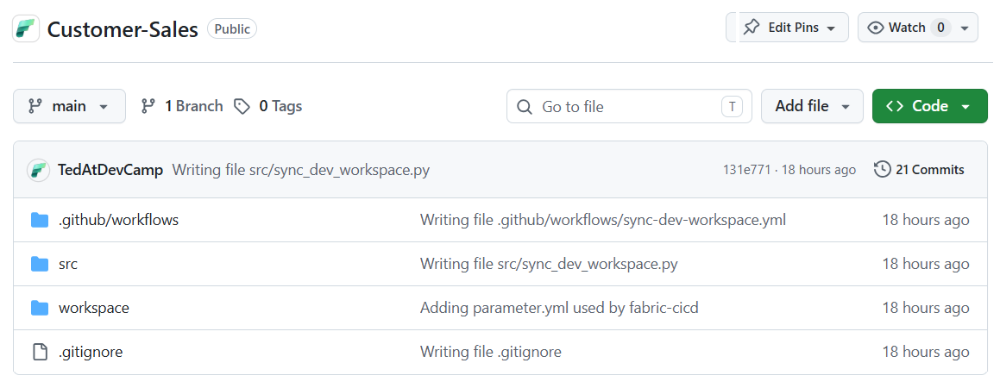 Customer-Sales Public Edit Pins Watch 0
main 1 Branch 0 Tags Go to file T Add file Code
TedAtDevCamp Writing file src/sync_dev_workspace.py 131e771 · 18 hours ago 21 Commits
.github/workflows Writing file .github/workflows/sync-dev-workspace.yml 18 hours ago
src Writing file src/sync_dev_workspace.py 18 hours ago
workspace Adding parameter.yml used by fabric-cicd 18 hours ago
.gitignore Writing file .gitignore 18 hours ago